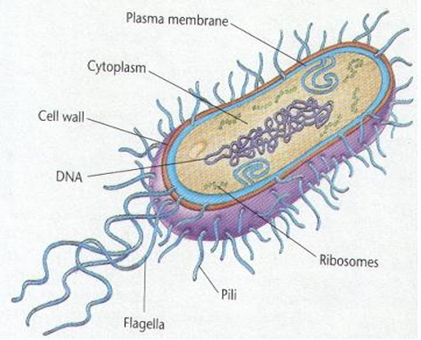 Plasma membrane
Cytoplasm
Cell wall
DNA
Ribosomes
Pili
Flagella